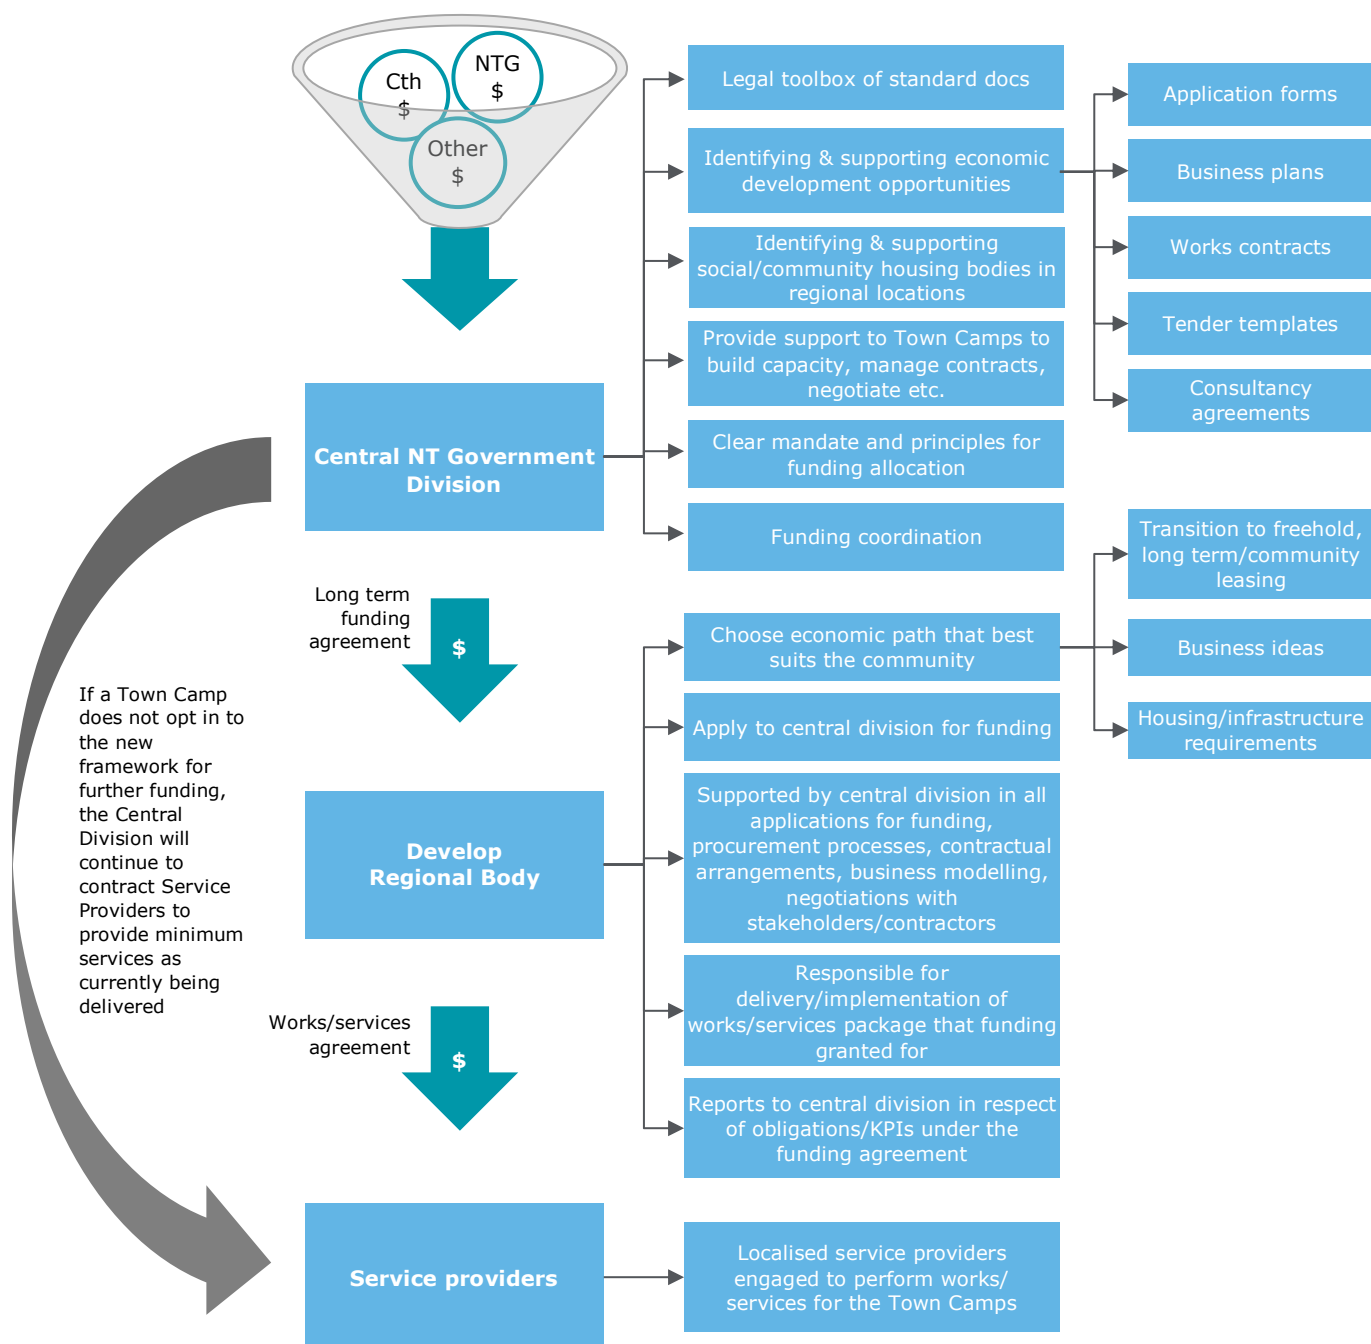 Cth
$
NTG
$
Other
$
Central NT Government
Division
Legal toolbox of standard docs
Identifying & supporting economic
development opportunities
Identifying & supporting
social/community housing bodies in
regional locations
Provide support to Town Camps to
build capacity, manage contracts,
negotiate etc.
Clear mandate and principles for
funding allocation
Funding coordination
Application forms
Business plans
Works contracts
Tender templates
Consultancy
agreements
Long term
funding
agreement
$
If a Town Camp
does not opt in to
the new
framework for
further funding,
the Central
Division will
continue to
contract Service
Providers to
provide minimum
services as
currently being
delivered
Develop
Regional Body
Choose economic path that best
suits the community
Apply to central division for funding
Supported by central division in all
applications for funding,
procurement processes, contractual
arrangements, business modelling,
negotiations with
stakeholders/contractors
Responsible for
delivery/implementation of
works/services package that funding
granted for
Reports to central division in respect
of obligations/KPIs under the
funding agreement
Transition to freehold,
long term/community
leasing
Business ideas
Housing/infrastructure
requirements
Works/services
agreement
$
Service providers
Localised service providers
engaged to perform works/
services for the Town Camps